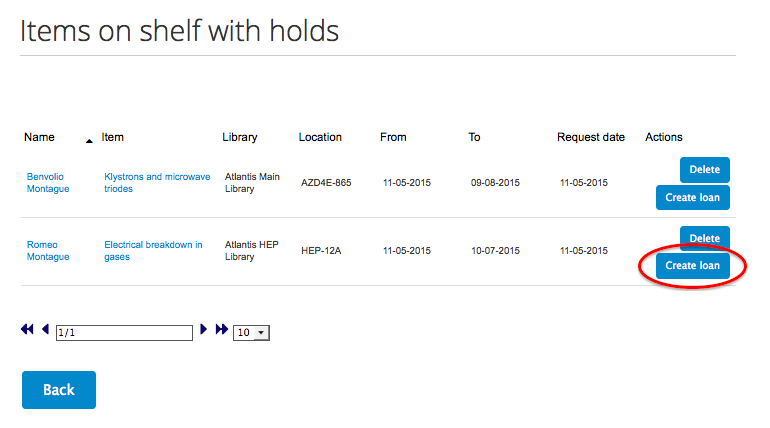 Items on shelf with holds
Name Item Library Location From To Request date Actions
Benvolio Montague Klystrons and microwave triodes Atlantis Main Library AZD4E-865 11-05-2015 09-08-2015 11-05-2015 Delete Create loan
Romeo Montague Electrical breakdown in gases Atlantis HEP Library HEP-12A 11-05-2015 10-07-2015 11-05-2015 Delete Create loan
1/1 10
Back